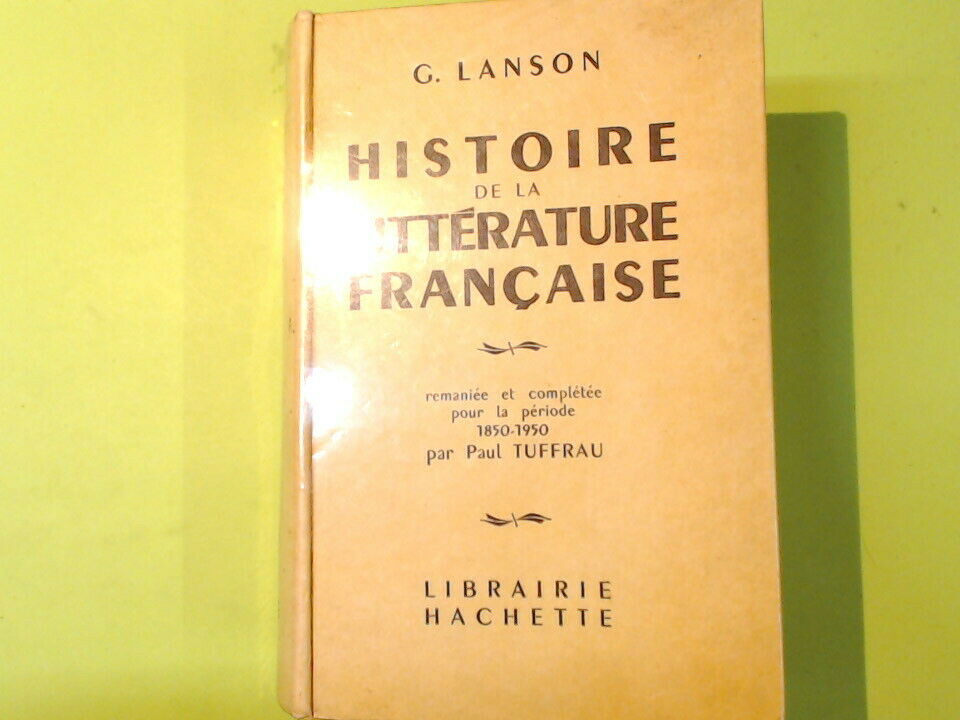 G. LANSON
HISTOIRE
DE LA
LITTÉRATURE
FRANÇAISE
remaniée et complétée
pour la période
1850-1950
par Paul TUFFRAU
LIBRAIRIE
HACHETTE